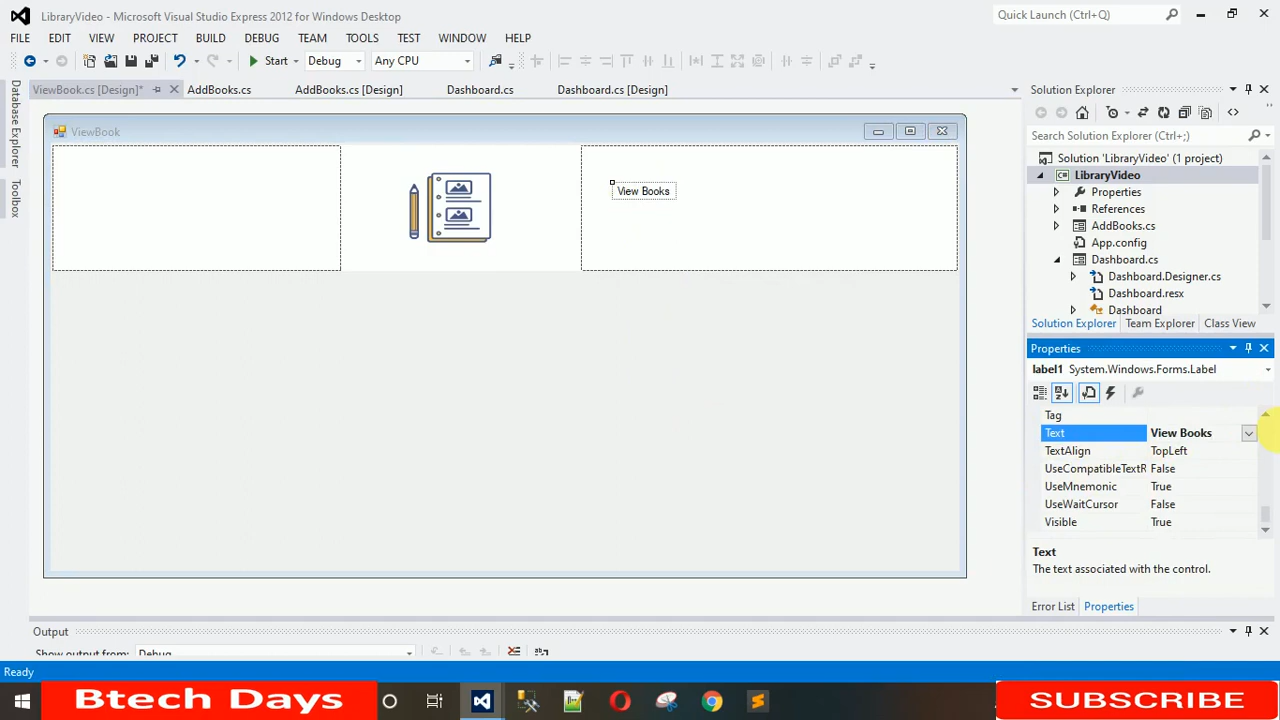 LibraryVideo - Microsoft Visual Studio Express 2012 for Windows Desktop
Quick Launch (Ctrl+Q)
FILE EDIT VIEW PROJECT BUILD DEBUG TEAM TOOLS TEST WINDOW HELP
Start Debug Any CPU
ViewBook.cs [Design]* AddBooks.cs AddBooks.cs [Design] Dashboard.cs Dashboard.cs [Design]
Database Explorer
Toolbox
ViewBook
View Books
Solution Explorer
Search Solution Explorer (Ctrl+;)
Solution 'LibraryVideo' (1 project)
LibraryVideo
Properties
References
AddBooks.cs
App.config
Dashboard.cs
Dashboard.Designer.cs
Dashboard.resx
Dashboard
Solution Explorer Team Explorer Class View
Properties
label1 System.Windows.Forms.Label
Tag
Text View Books
TextAlign TopLeft
UseCompatibleTextR False
UseMnemonic True
UseWaitCursor False
Visible True
Text
The text associated with the control.
Error List Properties
Output
Show output from: Debug
Ready
Btech Days
SUBSCRIBE